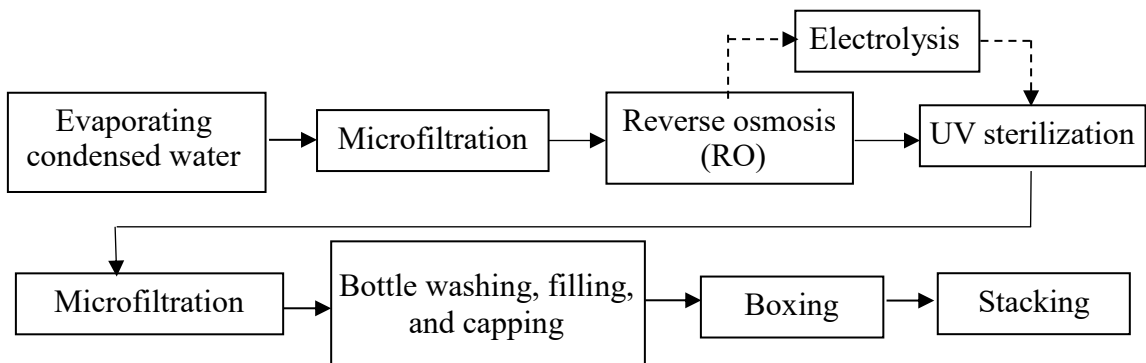 Electrolysis
Evaporating
condensed water
Microfiltration
Reverse osmosis
(RO)
UV sterilization
Microfiltration
Bottle washing, filling,
and capping
Boxing
Stacking